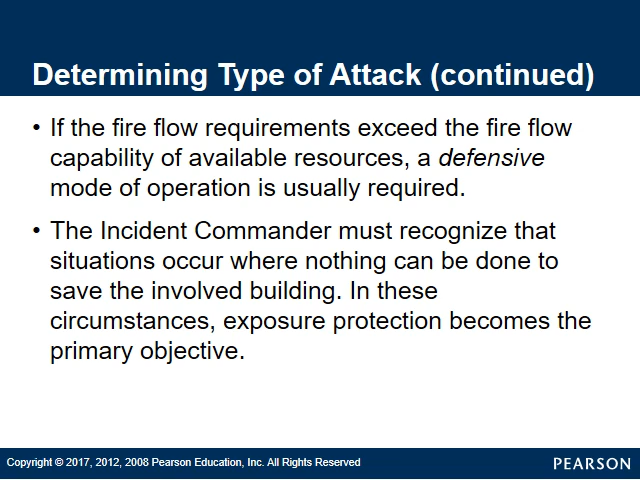 Determining Type of Attack (continued)
• If the fire flow requirements exceed the fire flow
capability of available resources, a defensive
mode of operation is usually required.
• The Incident Commander must recognize that
situations occur where nothing can be done to
save the involved building. In these
circumstances, exposure protection becomes the
primary objective.
Copyright © 2017, 2012, 2008 Pearson Education, Inc. All Rights Reserved
PEARSON